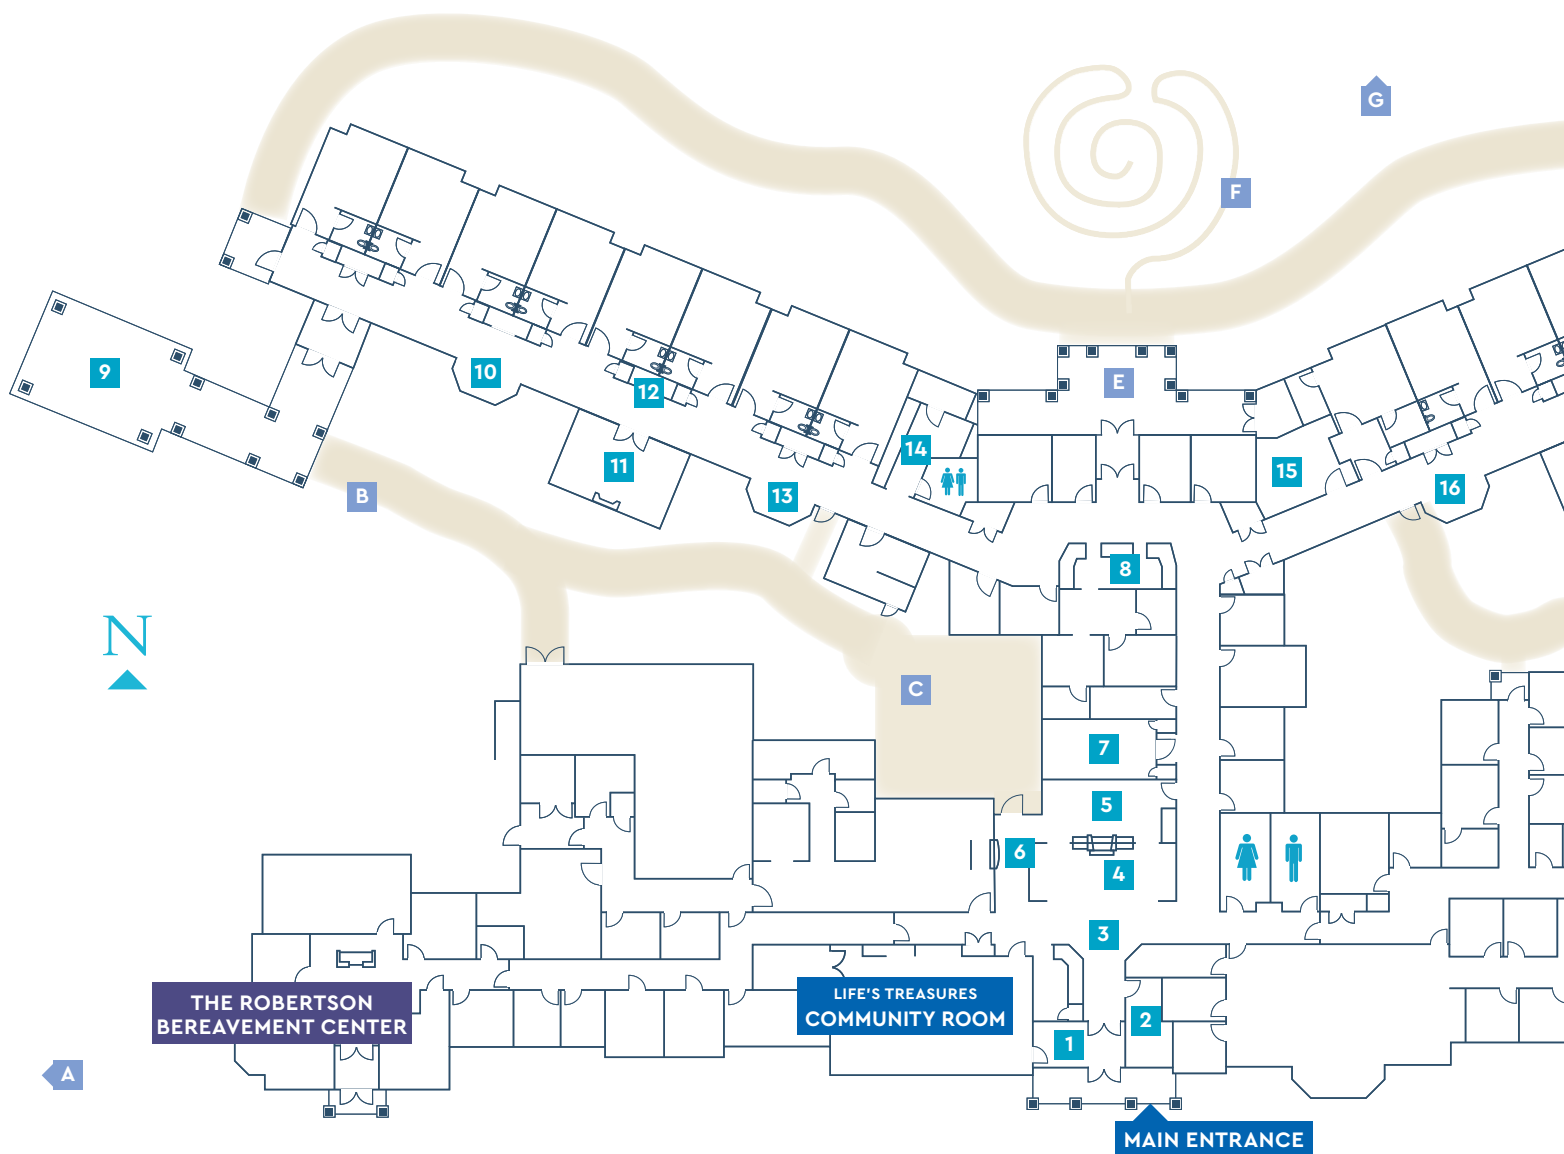 G
F
9
10
12
E
14
11
15
13
16
B
8
N
C
7
5
6
4
3
THE ROBERTSON
BEREAVEMENT CENTER
LIFE'S TREASURES
COMMUNITY ROOM
2
1
A
MAIN ENTRANCE